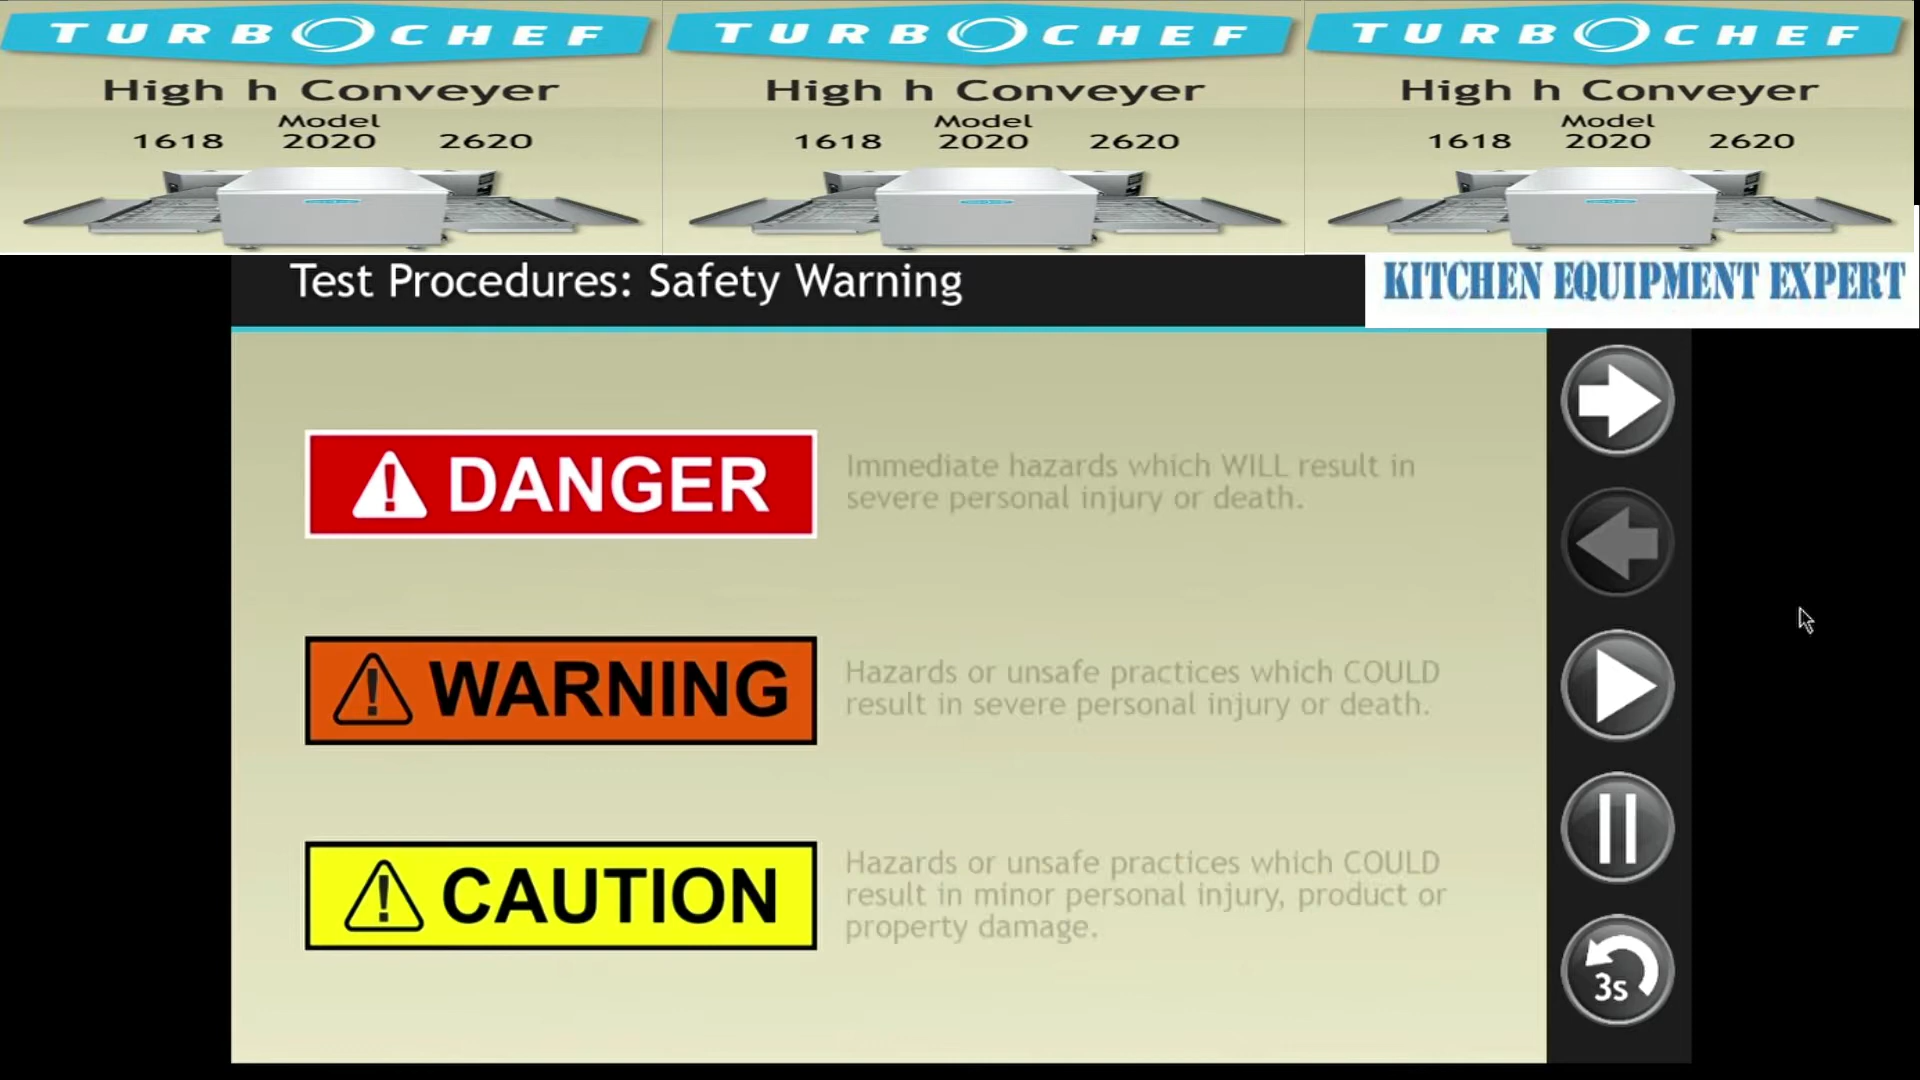 TURBOCHEF TURBOCHEF TURBOCHEF
High h Conveyer High h Conveyer High h Conveyer
Model Model Model
1618 2020 2620 1618 2020 2620 1618 2020 2620
Test Procedures: Safety Warning
KITCHEN EQUIPMENT EXPERT
DANGER
Immediate hazards which WILL result in
severe personal injury or death.
WARNING
Hazards or unsafe practices which COULD
result in severe personal injury or death.
CAUTION
Hazards or unsafe practices which COULD
result in minor personal injury, product or
property damage.
3s